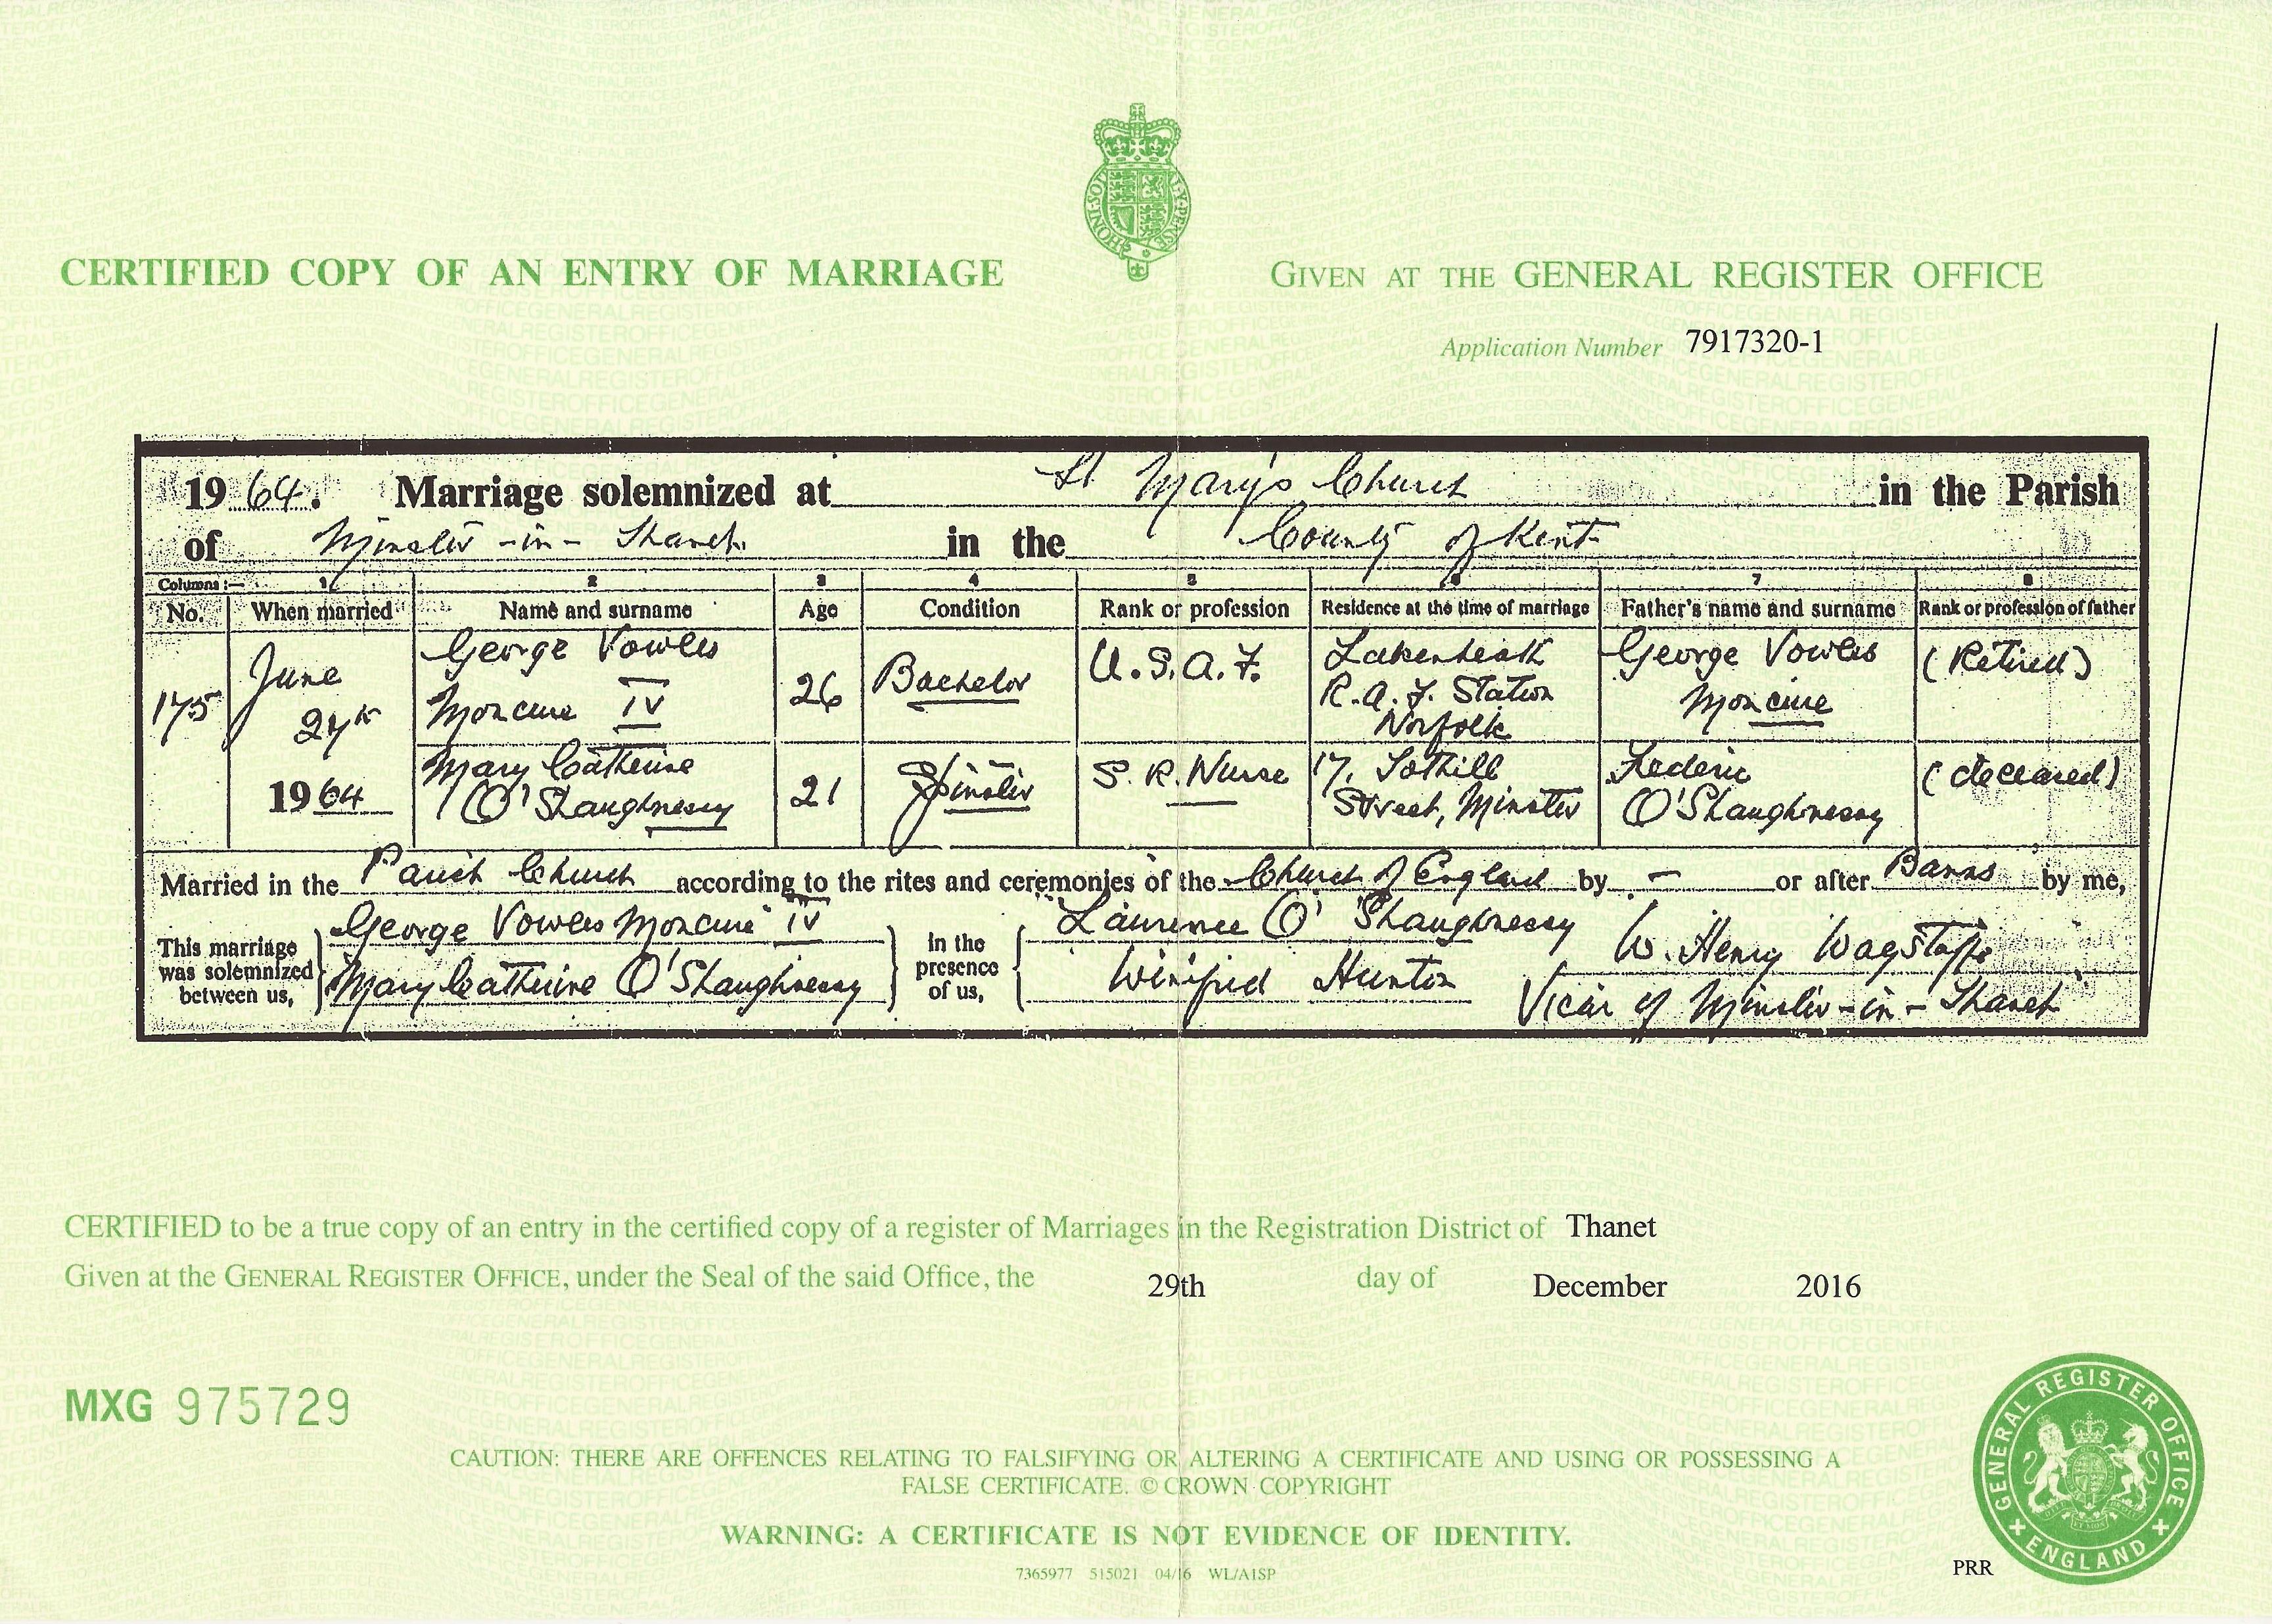 CERTIFIED COPY OF AN ENTRY OF MARRIAGE
GIVEN AT THE GENERAL REGISTER OFFICE
Application Number 7917320-1
1964. Marriage solemnized at St Mary's Church in the Parish
of Minster-in-Thanet in the County of Kent
Columns:— 1 2 3 4 5 6 7 8
No. When married Name and surname Age Condition Rank or profession Residence at the time of marriage Father's name and surname Rank or profession of father
175 June 27th 1964
George Vowles Moncure IV 26 Bachelor U.S.A.F. Lakenheath R.A.F. Station Norfolk George Vowles Moncure (Retired)
Mary Catherine O'Shaughnessy 21 Spinster S.R. Nurse 17, Tothill Street, Minster Frederic O'Shaughnessy (deceased)
Married in the Parish Church according to the rites and ceremonies of the Church of England by - or after Banns by me,
This marriage was solemnized between us,
George Vowles Moncure IV
Mary Catherine O'Shaughnessy
in the presence of us,
Laurence O'Shaughnessy
Winifred Hunton
W. Henry Wagstaffe
Vicar of Minster-in-Thanet
CERTIFIED to be a true copy of an entry in the certified copy of a register of Marriages in the Registration District of Thanet
Given at the GENERAL REGISTER OFFICE, under the Seal of the said Office, the 29th day of December 2016
MXG 975729
CAUTION: THERE ARE OFFENCES RELATING TO FALSIFYING OR ALTERING A CERTIFICATE AND USING OR POSSESSING A
FALSE CERTIFICATE. © CROWN COPYRIGHT
WARNING: A CERTIFICATE IS NOT EVIDENCE OF IDENTITY.
7365977 515021 04/16 WL/A1SP
PRR
GENERAL REGISTER OFFICE
ENGLAND